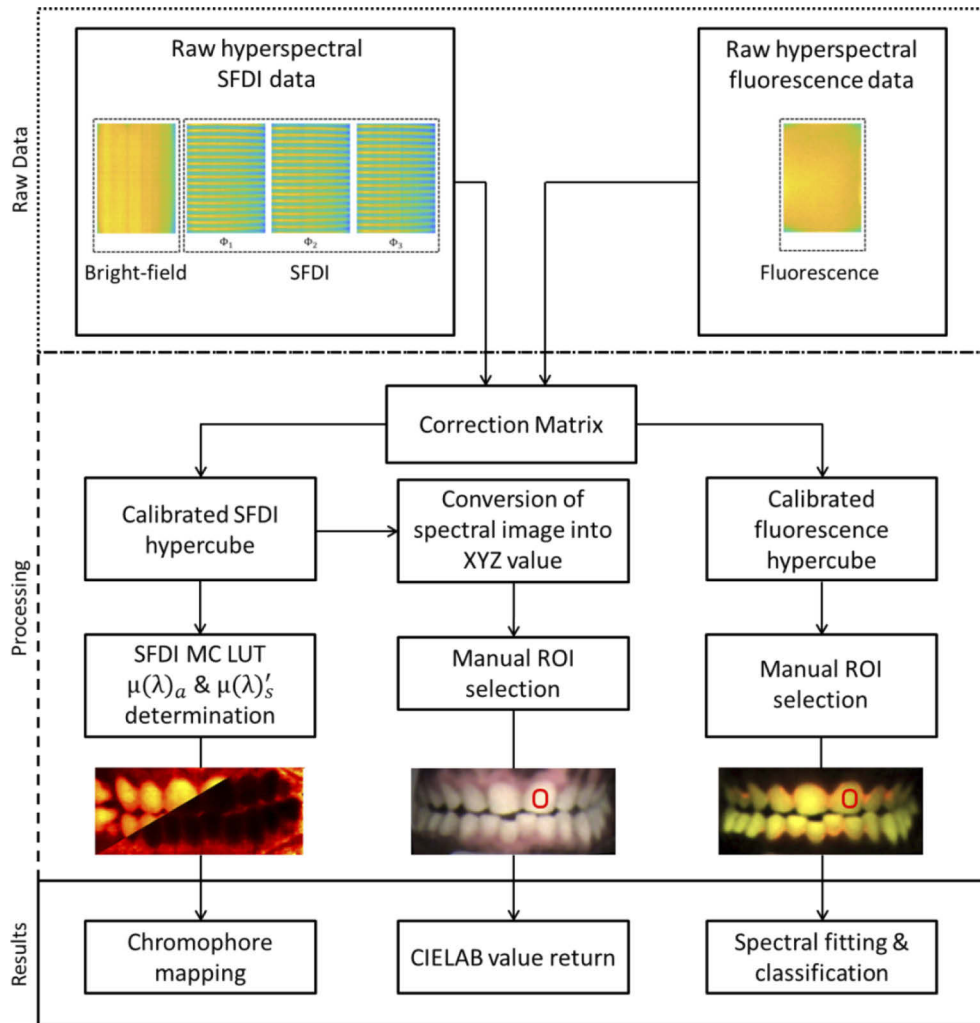 Raw Data
Raw hyperspectral
SFDI data
Φ₁
Φ₂
Φ₃
Bright-field
SFDI
Raw hyperspectral
fluorescence data
Fluorescence
Processing
Correction Matrix
Calibrated SFDI
hypercube
Conversion of
spectral image into
XYZ value
Calibrated
fluorescence
hypercube
SFDI MC LUT
μ(λ)ₐ & μ(λ)′ₛ
determination
Manual ROI
selection
Manual ROI
selection
Results
Chromophore
mapping
CIELAB value return
Spectral fitting &
classification